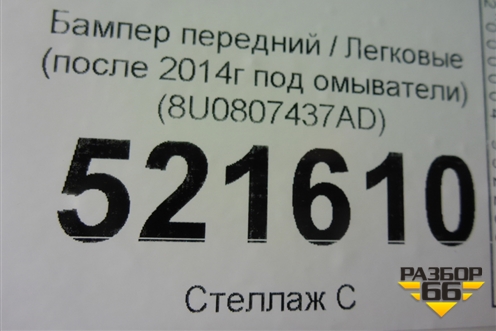 Бампер передний / Легковые
(после 2014г под омыватели)
(8U0807437AD)
521610
Стеллаж С
РАЗБОР
66